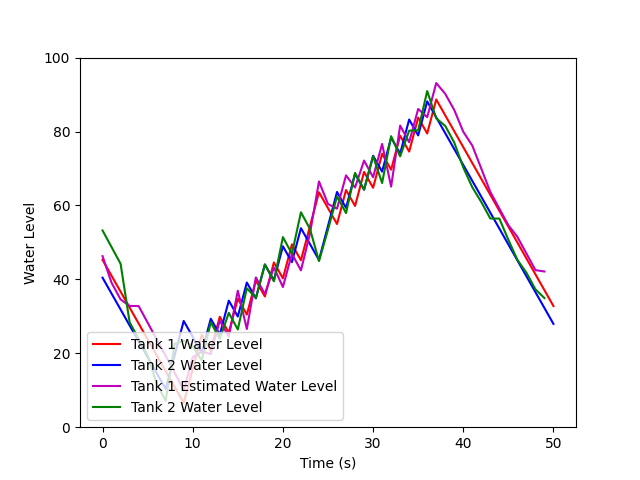 100
80
60
40
20
0
Water Level
Tank 1 Water Level
Tank 2 Water Level
Tank 1 Estimated Water Level
Tank 2 Water Level
0 10 20 30 40 50
Time (s)